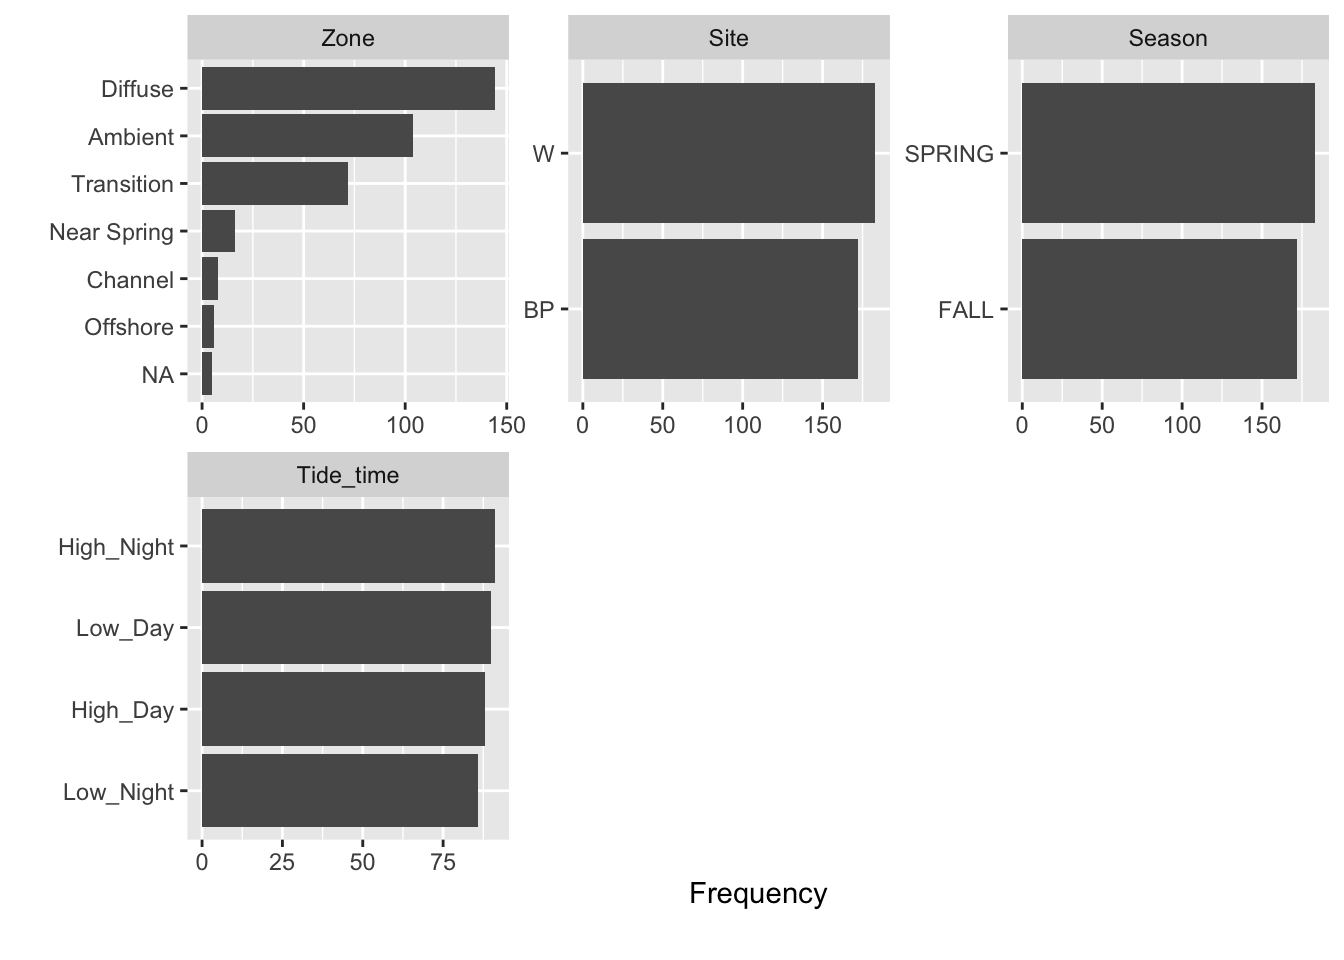 Zone
Diffuse
Ambient
Transition
Near Spring
Channel
Offshore
NA
0 50 100 150
Site
W
BP
0 50 100 150
Season
SPRING
FALL
0 50 100 150
Tide_time
High_Night
Low_Day
High_Day
Low_Night
0 25 50 75
Frequency